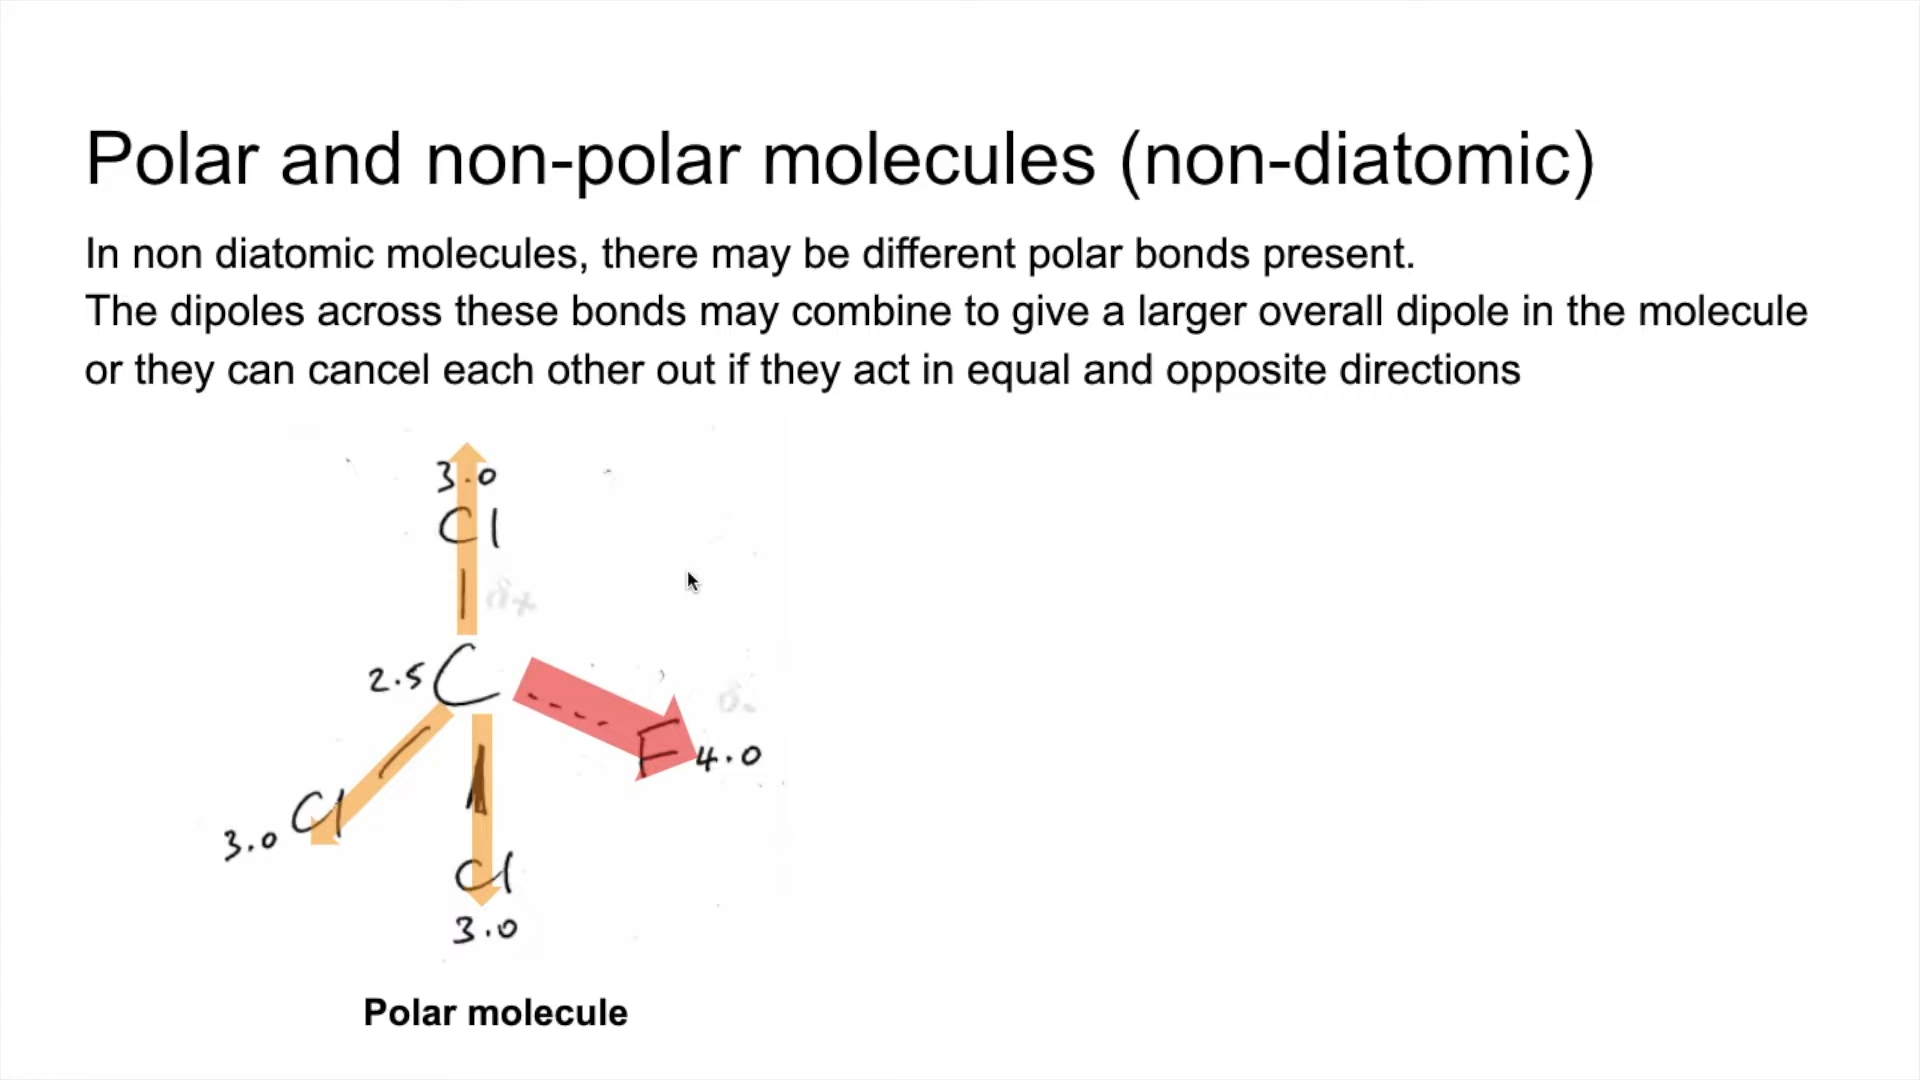 Polar and non-polar molecules (non-diatomic)
In non diatomic molecules, there may be different polar bonds present.
The dipoles across these bonds may combine to give a larger overall dipole in the molecule
or they can cancel each other out if they act in equal and opposite directions
3.0
Cl
δ+
2.5 C
δ-
F 4.0
Cl
3.0
Cl
3.0
Polar molecule